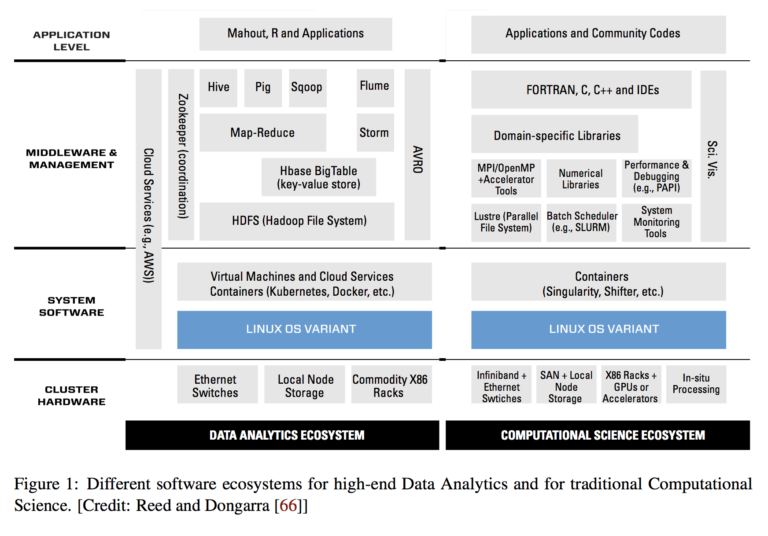 APPLICATION
LEVEL
Mahout, R and Applications
Applications and Community Codes
MIDDLEWARE &
MANAGEMENT
Cloud Services (e.g., AWS))
Zookeeper (coordination)
Hive
Pig
Sqoop
Flume
Map-Reduce
Storm
Hbase BigTable
(key-value store)
HDFS (Hadoop File System)
AVRO
FORTRAN, C, C++ and IDEs
Domain-specific Libraries
MPI/OpenMP
+Accelerator
Tools
Numerical
Libraries
Performance &
Debugging
(e.g., PAPI)
Lustre (Parallel
File System)
Batch Scheduler
(e.g., SLURM)
System
Monitoring
Tools
Sci. Vis.
SYSTEM
SOFTWARE
Virtual Machines and Cloud Services
Containers (Kubernetes, Docker, etc.)
LINUX OS VARIANT
Containers
(Singularity, Shifter, etc.)
LINUX OS VARIANT
CLUSTER
HARDWARE
Ethernet
Switches
Local Node
Storage
Commodity X86
Racks
Infiniband +
Ethernet
Swtiches
SAN + Local
Node
Storage
X86 Racks +
GPUs or
Accelerators
In-situ
Processing
DATA ANALYTICS ECOSYSTEM
COMPUTATIONAL SCIENCE ECOSYSTEM
Figure 1: Different software ecosystems for high-end Data Analytics and for traditional Computational
Science. [Credit: Reed and Dongarra [66]]